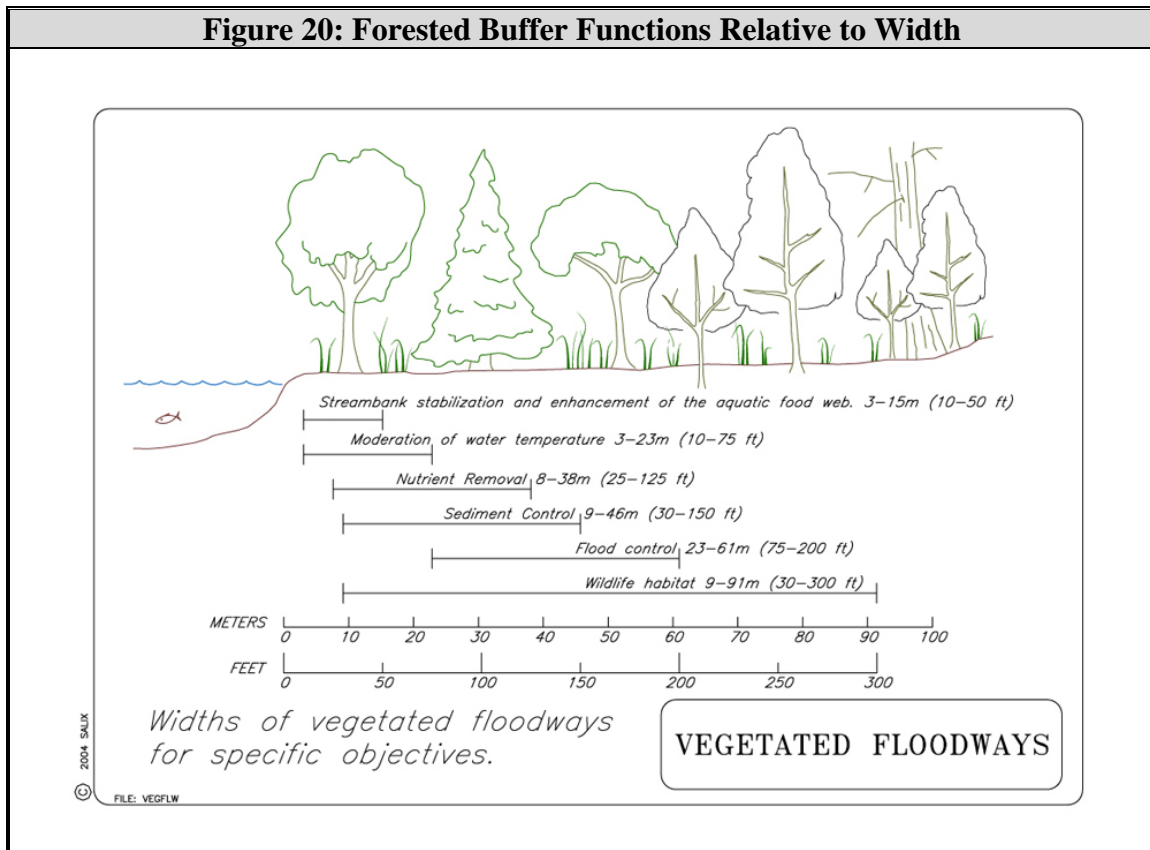 Figure 20: Forested Buffer Functions Relative to Width
Streambank stabilization and enhancement of the aquatic food web. 3–15m (10–50 ft)
Moderation of water temperature 3–23m (10–75 ft)
Nutrient Removal 8–38m (25–125 ft)
Sediment Control 9–46m (30–150 ft)
Flood control 23–61m (75–200 ft)
Wildlife habitat 9–91m (30–300 ft)
METERS
0 10 20 30 40 50 60 70 80 90 100
FEET
0 50 100 150 200 250 300
Widths of vegetated floodways
for specific objectives.
VEGETATED FLOODWAYS
© 2004 SALIX
FILE: VEGFLW